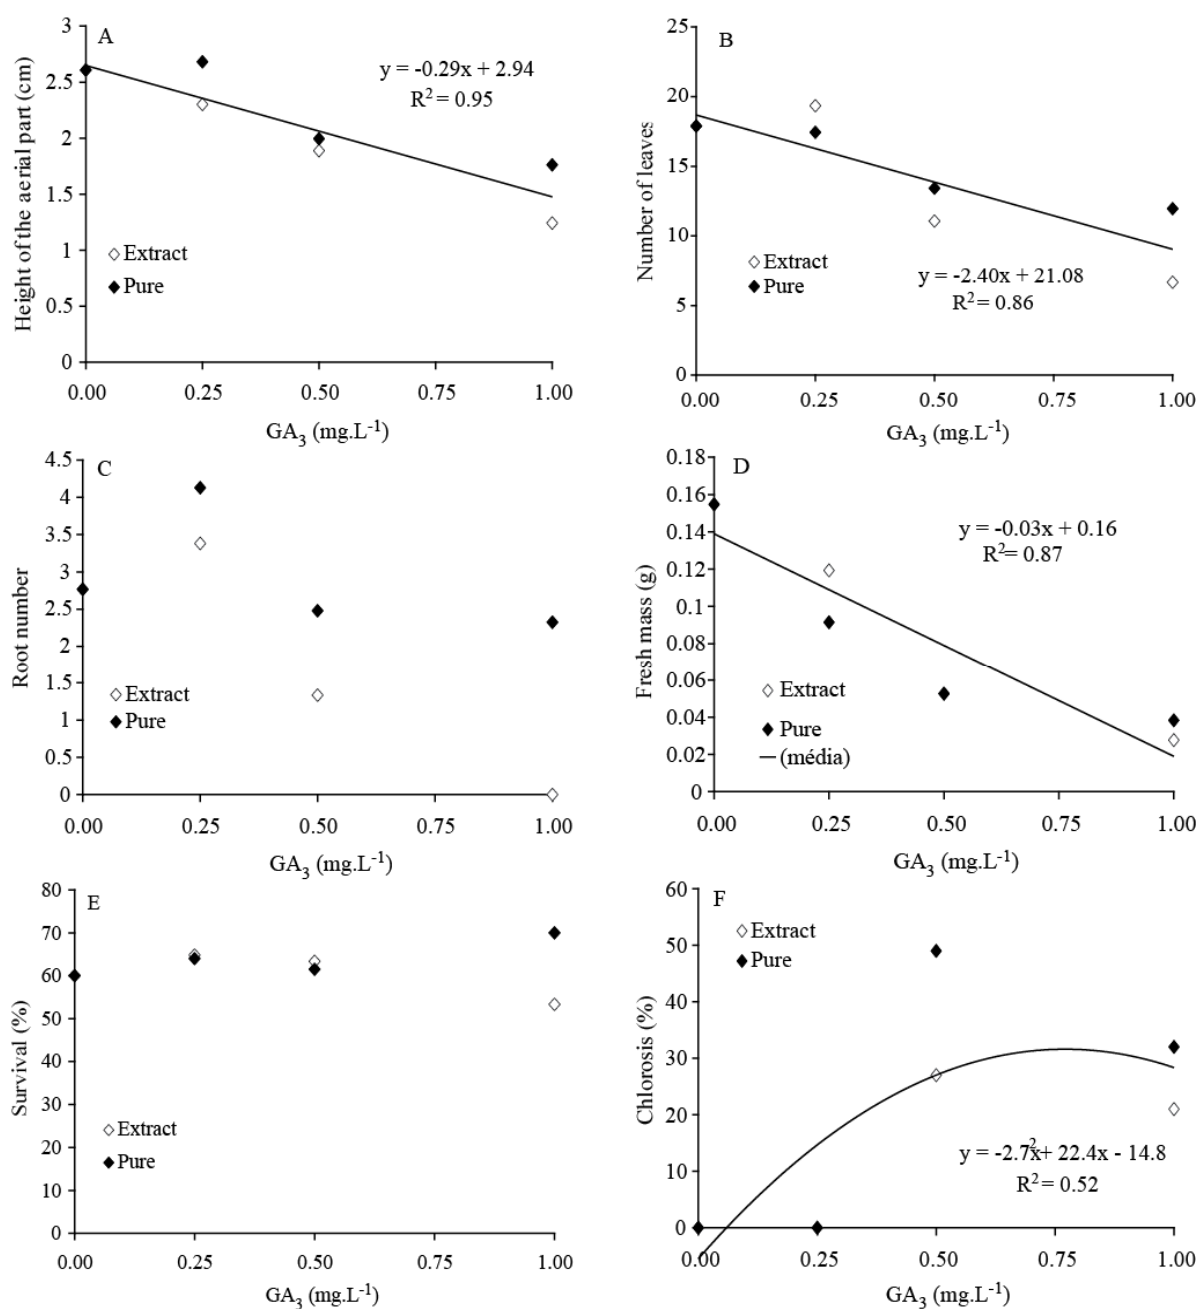 A
Height of the aerial part (cm)
3
2.5
2
1.5
1
0.5
0
y = -0.29x + 2.94
R² = 0.95
Extract
Pure
0.00 0.25 0.50 0.75 1.00
GA₃ (mg.L⁻¹)
B
Number of leaves
25
20
15
10
5
0
Extract
Pure
y = -2.40x + 21.08
R² = 0.86
0.00 0.25 0.50 0.75 1.00
GA₃ (mg.L⁻¹)
C
Root number
4.5
4
3.5
3
2.5
2
1.5
1
0.5
0
Extract
Pure
0.00 0.25 0.50 0.75 1.00
GA₃ (mg.L⁻¹)
D
Fresh mass (g)
0.18
0.16
0.14
0.12
0.1
0.08
0.06
0.04
0.02
0
y = -0.03x + 0.16
R²= 0.87
Extract
Pure
(média)
0.00 0.25 0.50 0.75 1.00
GA₃ (mg.L⁻¹)
E
Survival (%)
80
70
60
50
40
30
20
10
0
Extract
Pure
0.00 0.25 0.50 0.75 1.00
GA₃ (mg.L⁻¹)
F
Chlorosis (%)
60
50
40
30
20
10
0
Extract
Pure
y = -2.7x²+ 22.4x - 14.8
R² = 0.52
0.00 0.25 0.50 0.75 1.00
GA₃ (mg.L⁻¹)